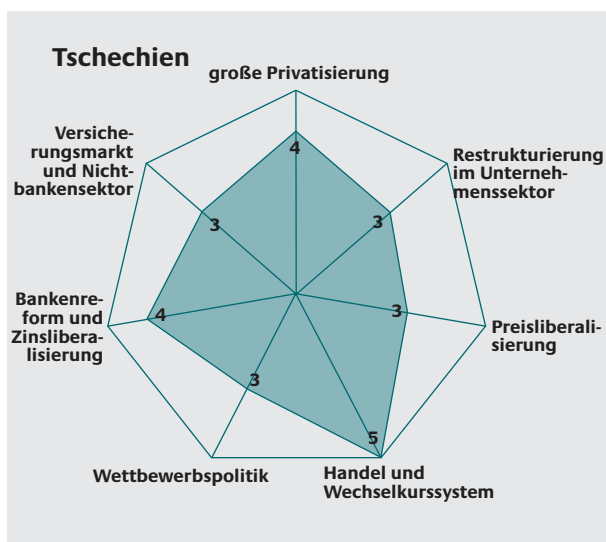 Tschechien
große Privatisierung
4
Versiche-
rungsmarkt
und Nicht-
bankensektor
3
Restrukturierung
im Unterneh-
menssektor
3
Bankenre-
form und
Zinslibera-
lisierung
4
3
Preisliberali-
sierung
3
Wettbewerbspolitik
5
Handel und
Wechselkurssystem